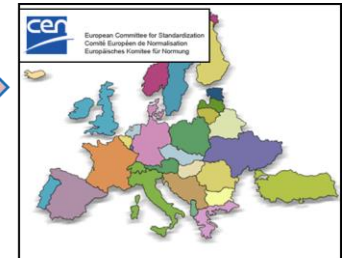 cen
European Committee for Standardization
Comité Européen de Normalisation
Europäisches Komitee für Normung